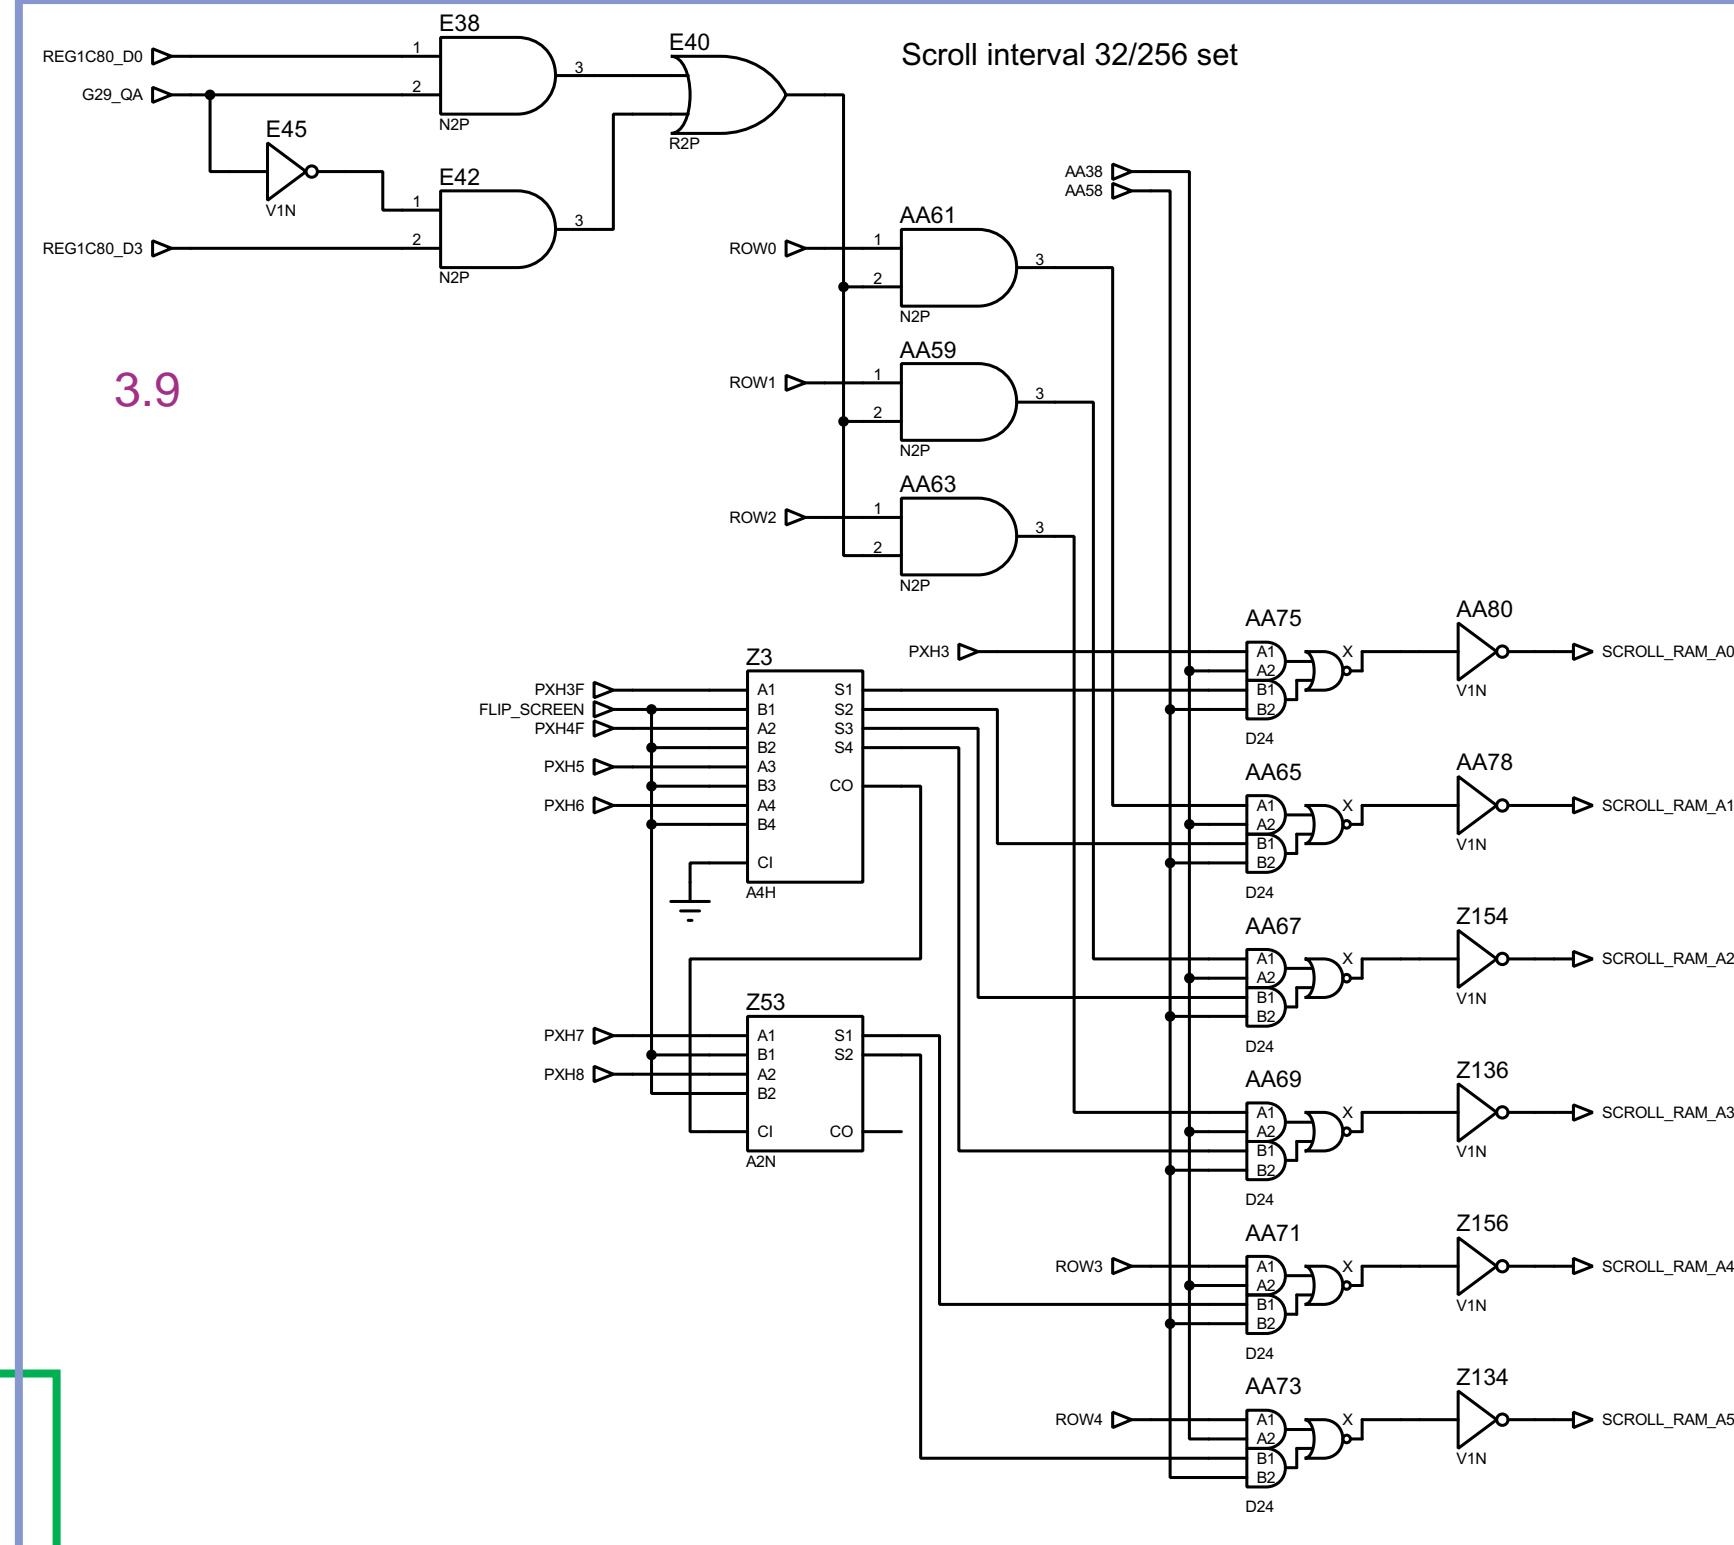 Scroll interval 32/256 set
3.9
REG1C80_D0
G29_QA
REG1C80_D3
E38
1
2
3
N2P
E45
V1N
E42
1
2
3
N2P
E40
R2P
AA38
AA58
ROW0
AA61
1
2
3
N2P
ROW1
AA59
1
2
3
N2P
ROW2
AA63
1
2
3
N2P
PXH3
PXH3F
FLIP_SCREEN
PXH4F
PXH5
PXH6
Z3
A1
B1
A2
B2
A3
B3
A4
B4
CI
S1
S2
S3
S4
CO
A4H
PXH7
PXH8
Z53
A1
B1
A2
B2
CI
S1
S2
CO
A2N
AA75
A1
A2
B1
B2
X
D24
AA80
V1N
SCROLL_RAM_A0
AA65
A1
A2
B1
B2
X
D24
AA78
V1N
SCROLL_RAM_A1
AA67
A1
A2
B1
B2
X
D24
Z154
V1N
SCROLL_RAM_A2
AA69
A1
A2
B1
B2
X
D24
Z136
V1N
SCROLL_RAM_A3
ROW3
AA71
A1
A2
B1
B2
X
D24
Z156
V1N
SCROLL_RAM_A4
ROW4
AA73
A1
A2
B1
B2
X
D24
Z134
V1N
SCROLL_RAM_A5